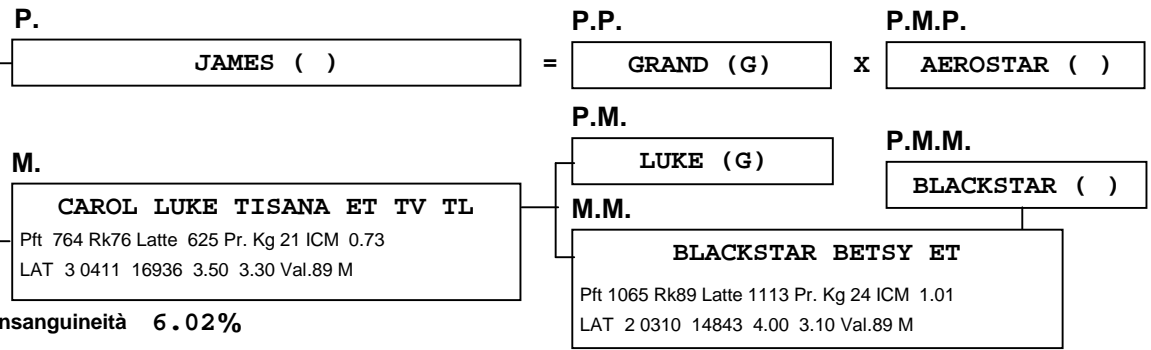 P.
P.P.
P.M.P.
JAMES ( ) = GRAND (G) X AEROSTAR ( )
P.M.
LUKE (G)
P.M.M.
BLACKSTAR ( )
M.
CAROL LUKE TISANA ET TV TL
Pft 764 Rk76 Latte 625 Pr. Kg 21 ICM 0.73
LAT 3 0411 16936 3.50 3.30 Val.89 M
M.M.
BLACKSTAR BETSY ET
Pft 1065 Rk89 Latte 1113 Pr. Kg 24 ICM 1.01
LAT 2 0310 14843 4.00 3.10 Val.89 M
nsanguineità 6.02%